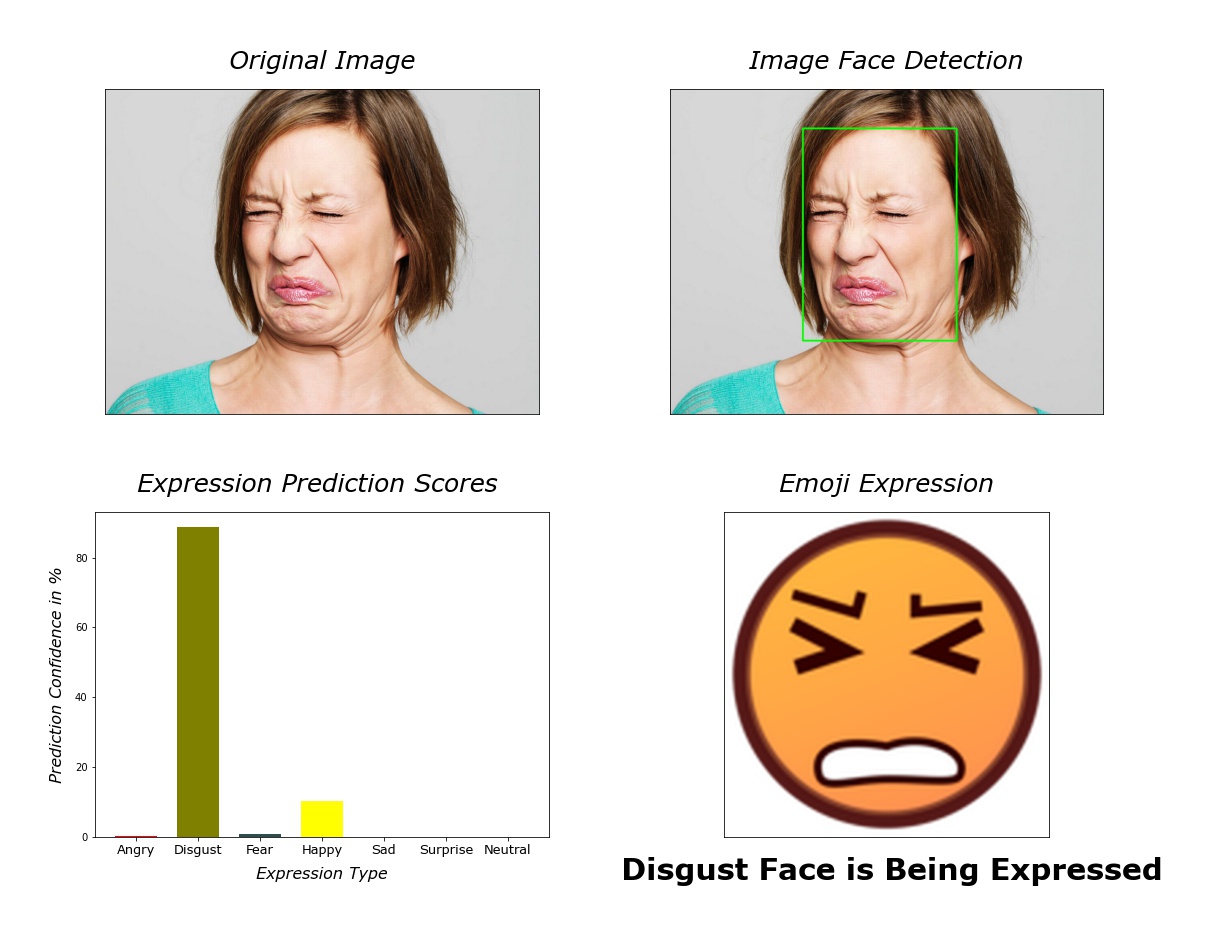 Original Image
Image Face Detection
Expression Prediction Scores
Emoji Expression
Prediction Confidence in %
80
60
40
20
0
Angry Disgust Fear Happy Sad Surprise Neutral
Expression Type
Disgust Face is Being Expressed